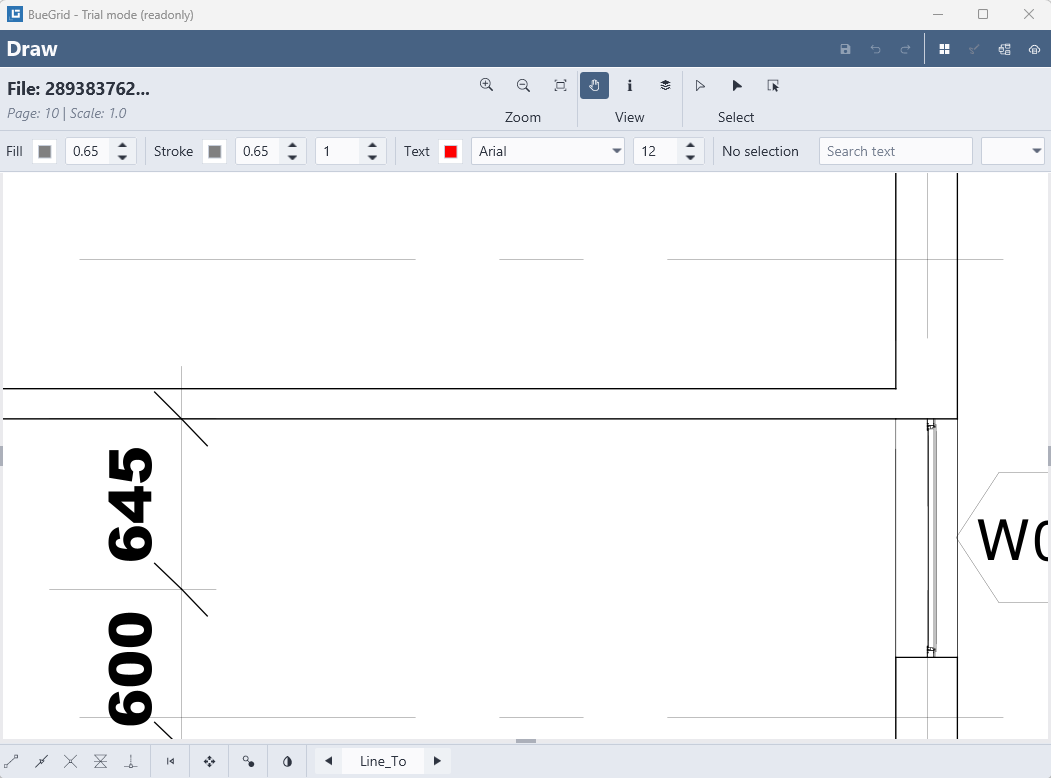 BueGrid - Trial mode (readonly)
Draw
File: 289383762...
Page: 10 | Scale: 1.0
Zoom
View
Select
Fill 0.65 Stroke 0.65 1 Text Arial 12 No selection Search text
645
600
W0
Line_To